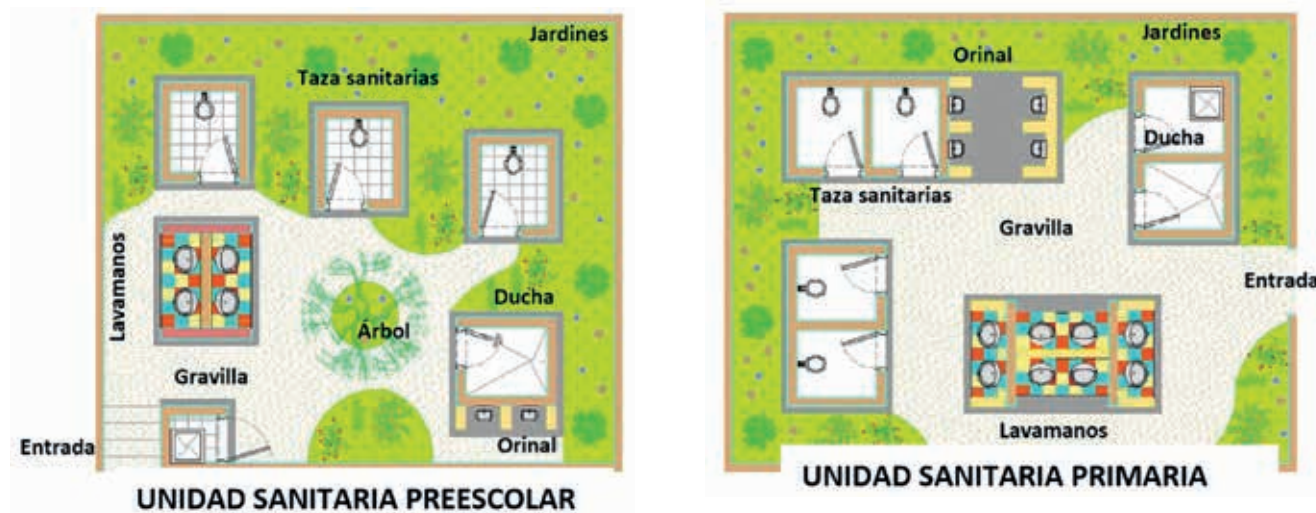 Jardines
Taza sanitarias
Lavamanos
Ducha
Árbol
Gravilla
Entrada
Orinal
UNIDAD SANITARIA PREESCOLAR
Jardines
Orinal
Ducha
Taza sanitarias
Gravilla
Entrada
Lavamanos
UNIDAD SANITARIA PRIMARIA